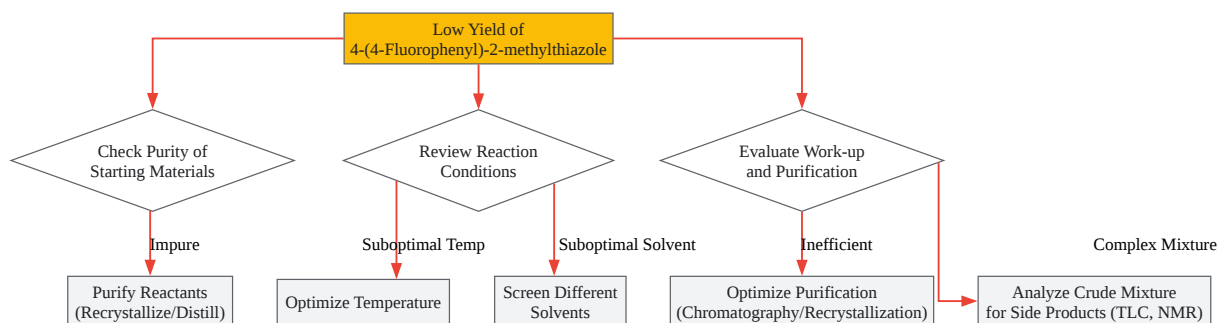 Low Yield of
4-(4-Fluorophenyl)-2-methylthiazole
Check Purity of
Starting Materials
Review Reaction
Conditions
Evaluate Work-up
and Purification
Impure
Suboptimal Temp
Suboptimal Solvent
Inefficient
Complex Mixture
Purify Reactants
(Recrystallize/Distill)
Optimize Temperature
Screen Different
Solvents
Optimize Purification
(Chromatography/Recrystallization)
Analyze Crude Mixture
for Side Products (TLC, NMR)